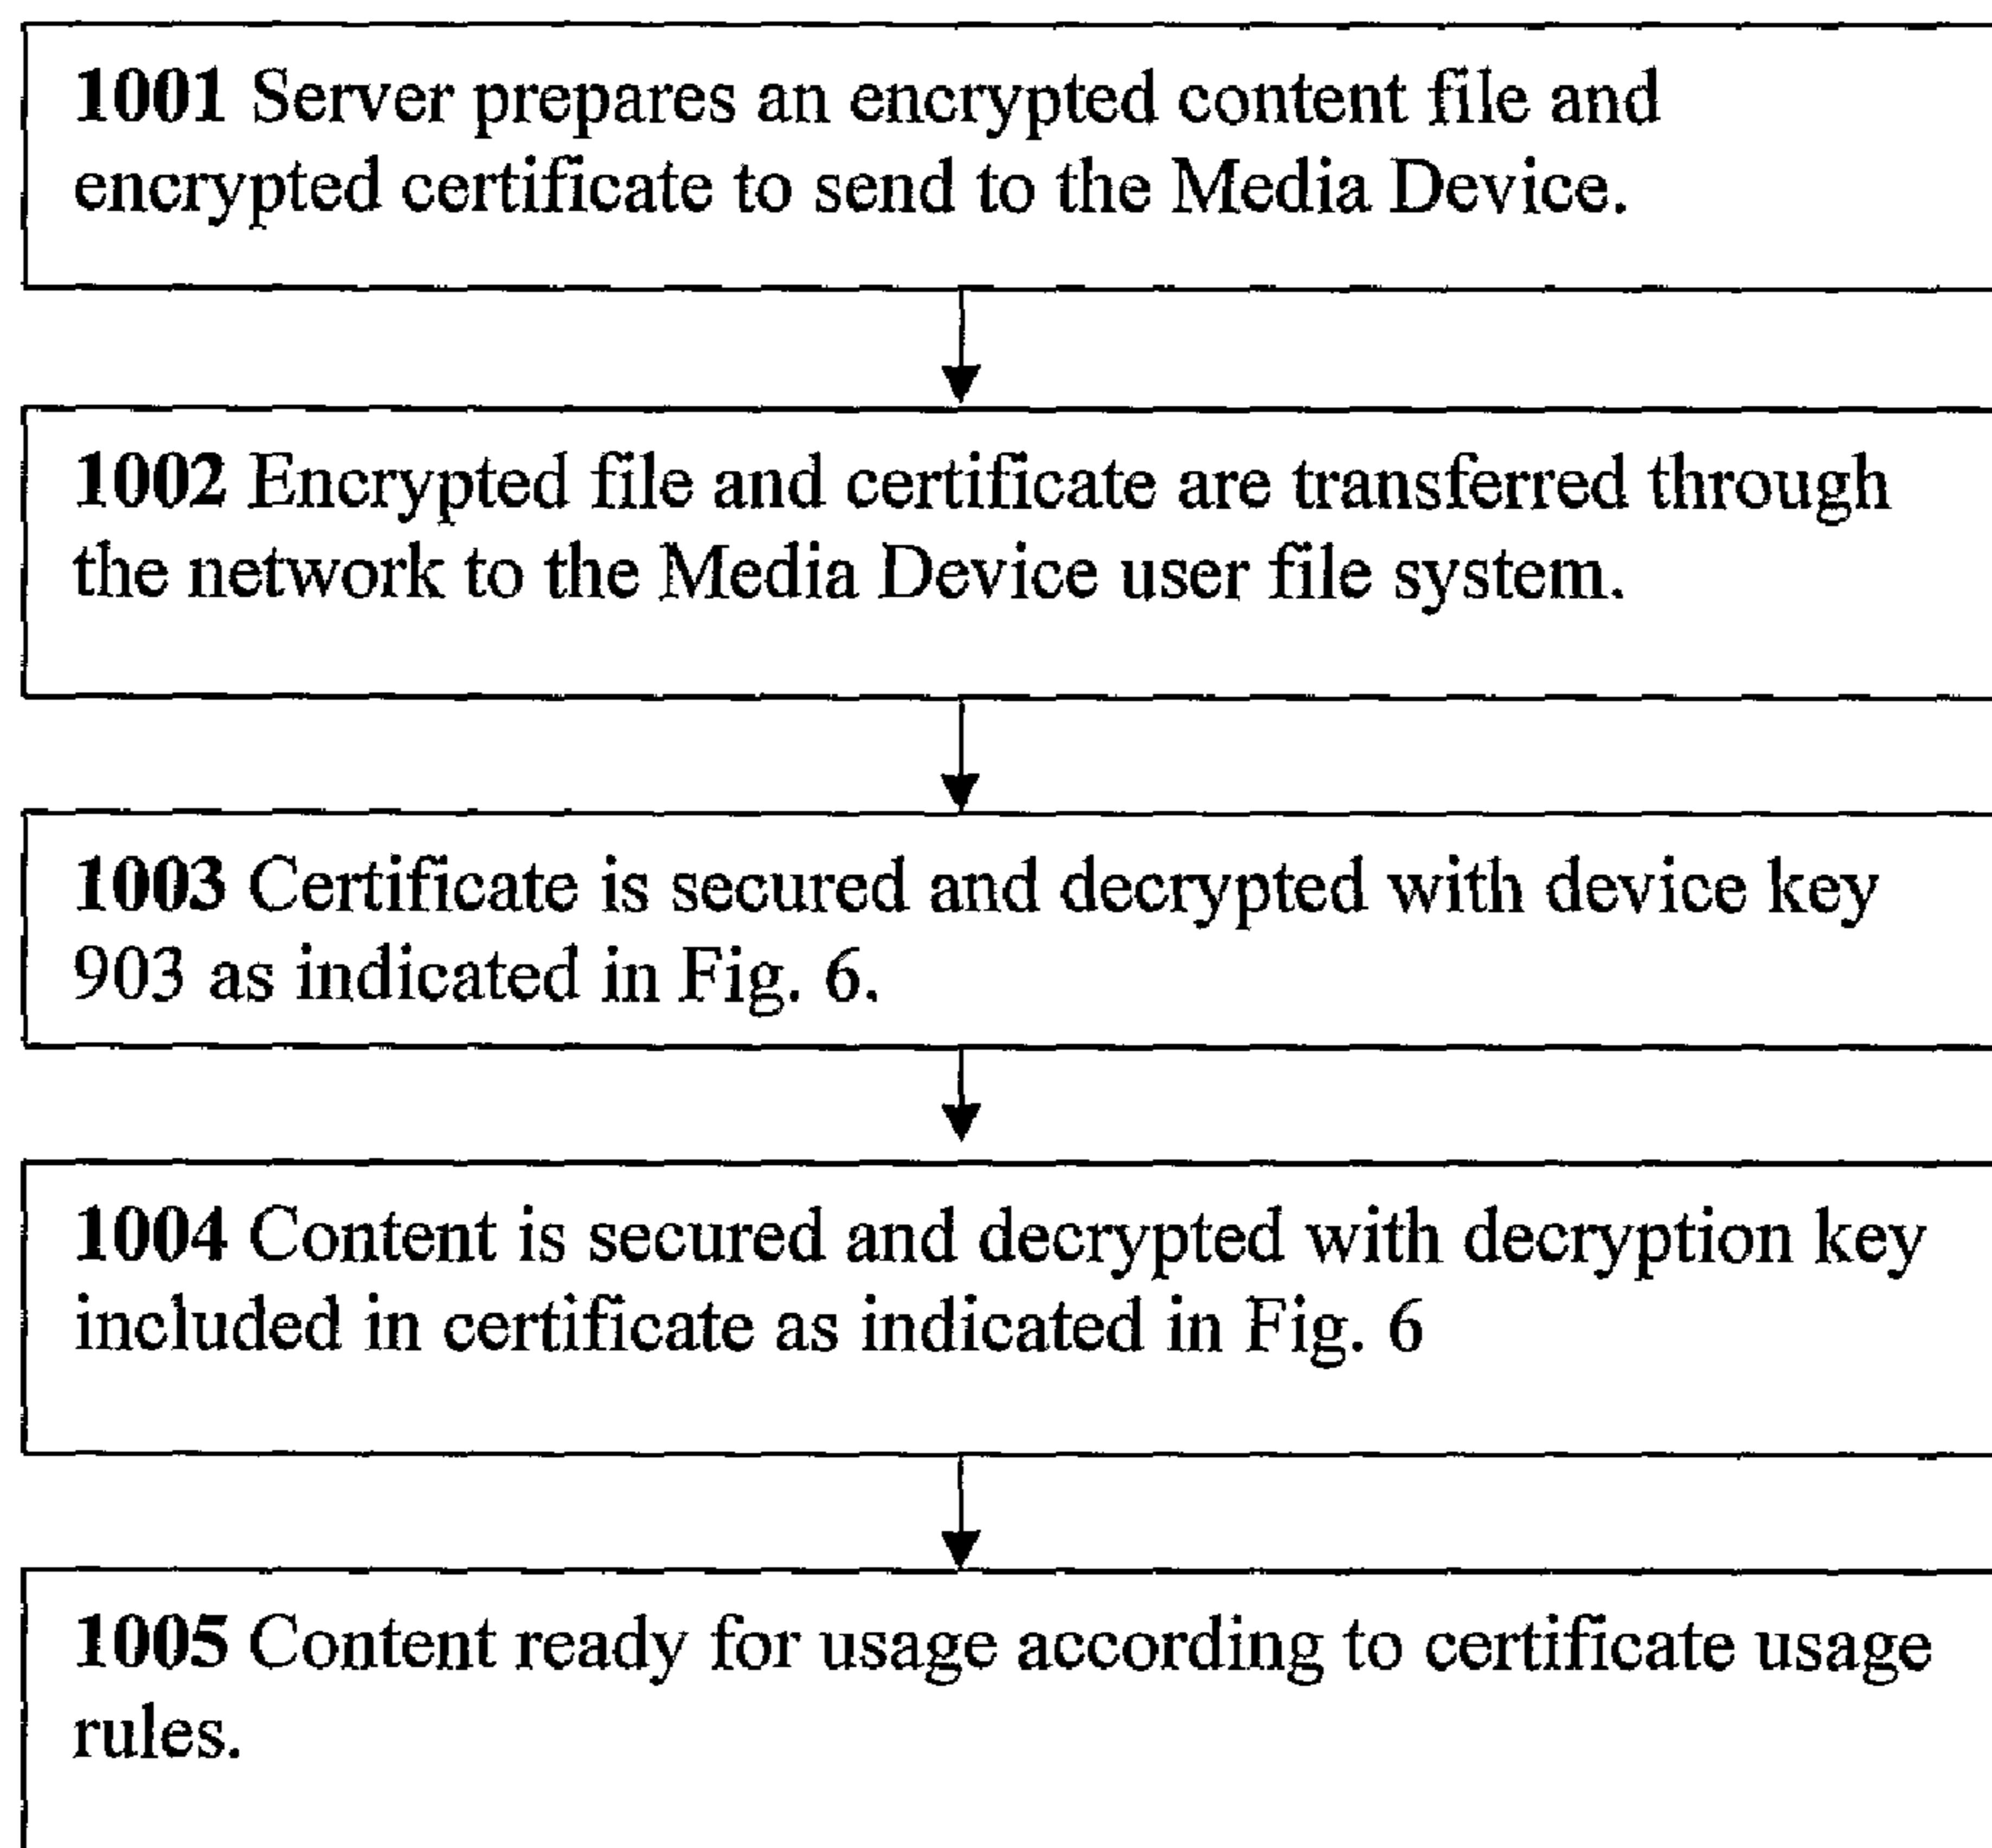 1001 Server prepares an encrypted content file and
encrypted certificate to send to the Media Device.
1002 Encrypted file and certificate are transferred through
the network to the Media Device user file system.
1003 Certificate is secured and decrypted with device key
903 as indicated in Fig. 6.
1004 Content is secured and decrypted with decryption key
included in certificate as indicated in Fig. 6
1005 Content ready for usage according to certificate usage
rules.